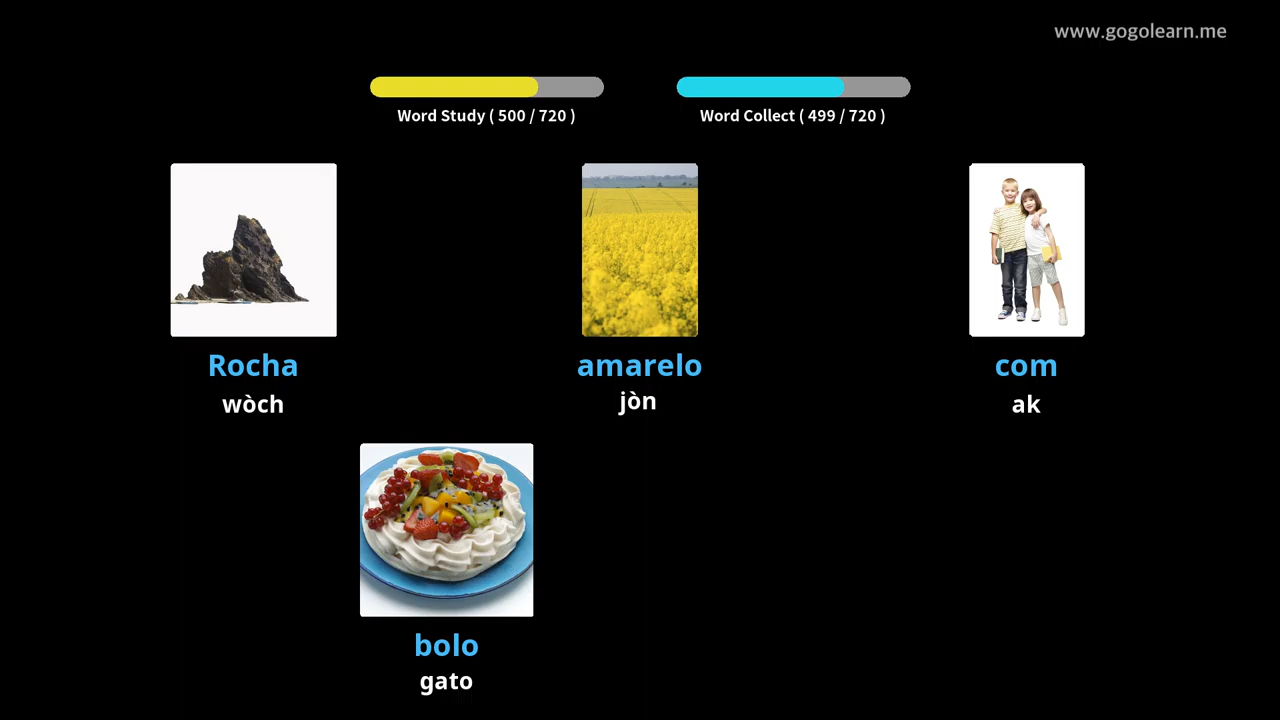 www.gogolearn.me
Word Study ( 500 / 720 )
Word Collect ( 499 / 720 )
Rocha
wòch
amarelo
jòn
com
ak
bolo
gato